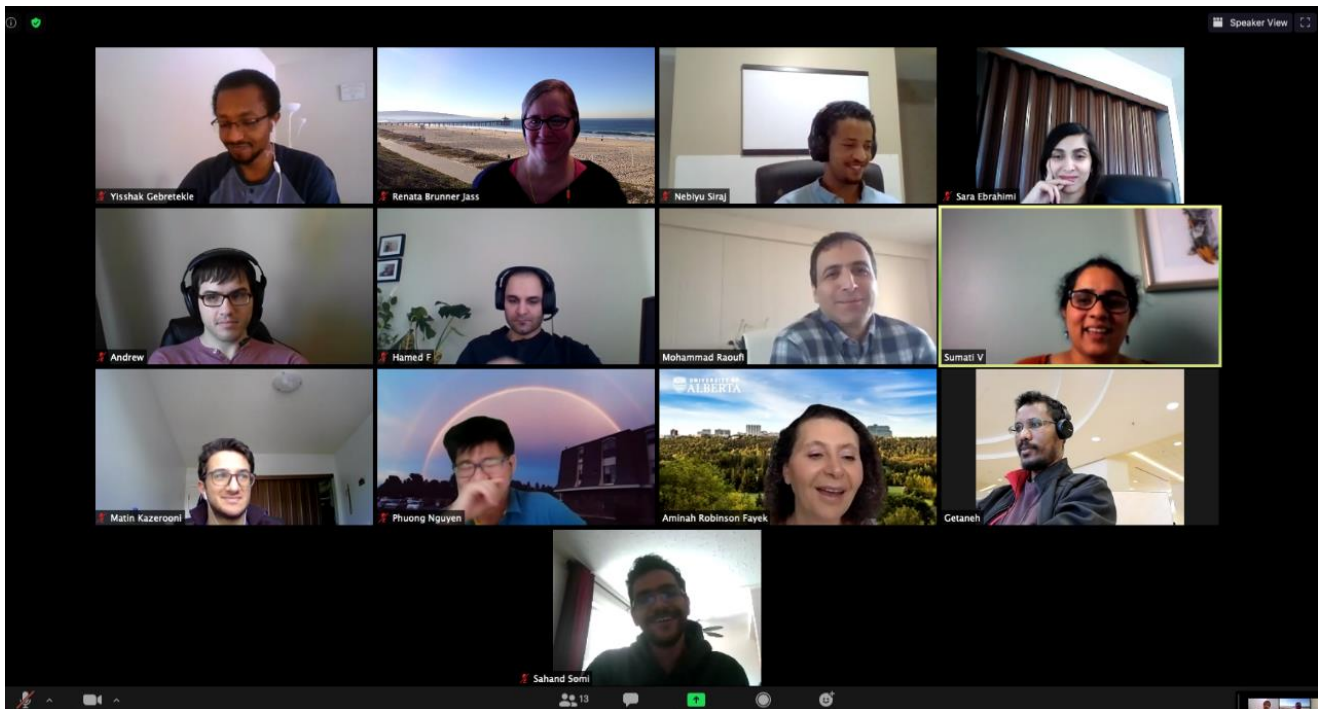 Speaker View
Yisshak Gebretekle
Renata Brunner Jass
Nebiyu Siraj
Sara Ebrahimi
Andrew
Hamed F
Mohammad Raoufi
Sumati V
UNIVERSITY OF
ALBERTA
Matin Kazerooni
Phuong Nguyen
Aminah Robinson Fayek
Getaneh
Sahand Somi
13